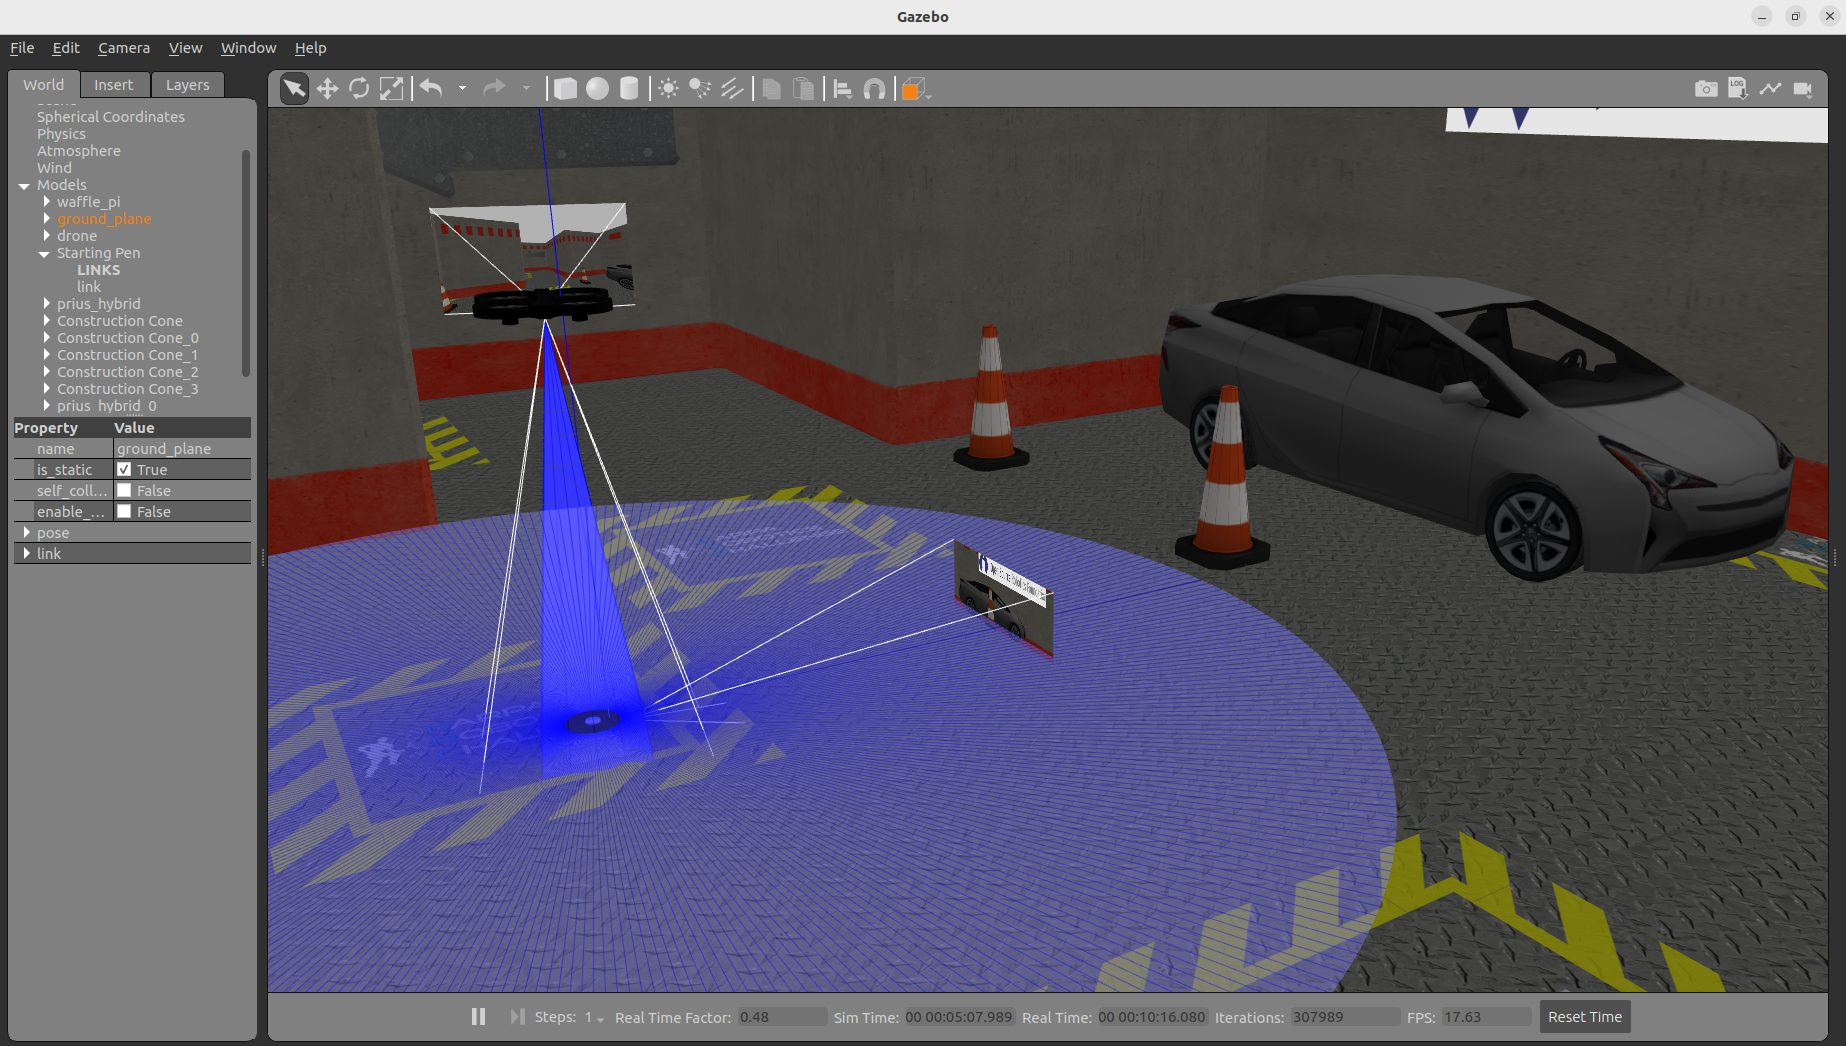 Gazebo
File Edit Camera View Window Help
World Insert Layers
Spherical Coordinates
Physics
Atmosphere
Wind
Models
waffle_pi
ground_plane
drone
Starting Pen
LINKS
link
prius_hybrid
Construction Cone
Construction Cone_0
Construction Cone_1
Construction Cone_2
Construction Cone_3
prius_hybrid_0
Property Value
name ground_plane
is_static True
self_coll... False
enable_... False
pose
link
LOG
Steps: 1 Real Time Factor: 0.48 Sim Time: 00 00:05:07.989 Real Time: 00 00:10:16.080 Iterations: 307989 FPS: 17.63 Reset Time